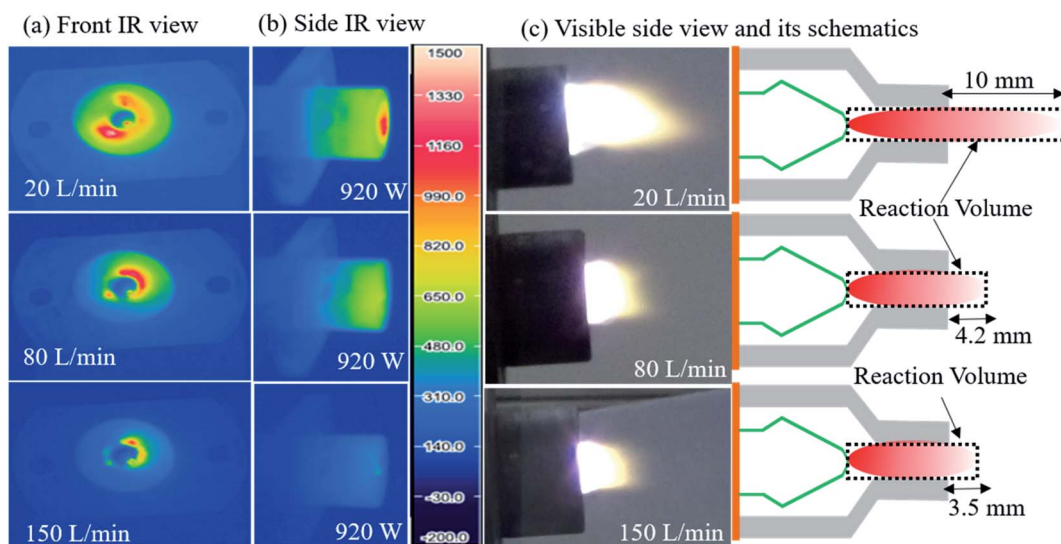 (a) Front IR view
(b) Side IR view
(c) Visible side view and its schematics
20 L/min
920 W
1500
1330
1160
990.0
820.0
650.0
480.0
310.0
140.0
-30.0
-200.0
20 L/min
10 mm
Reaction Volume
80 L/min
920 W
80 L/min
4.2 mm
Reaction Volume
150 L/min
920 W
150 L/min
3.5 mm